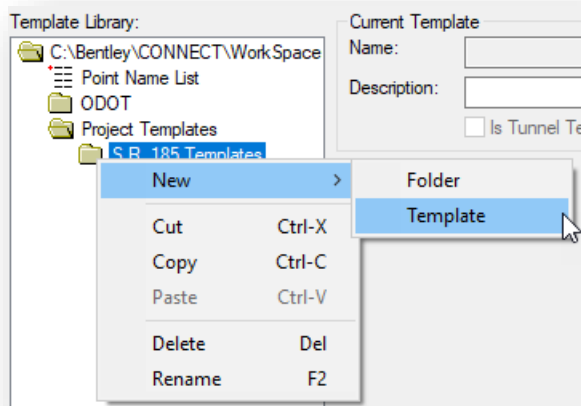 Template Library:
C:\Bentley\CONNECT\WorkSpace
Point Name List
ODOT
Project Templates
S.R. 185 Templates
Current Template
Name:
Description:
Is Tunnel Te
New >
Cut Ctrl-X
Copy Ctrl-C
Paste Ctrl-V
Delete Del
Rename F2
Folder
Template